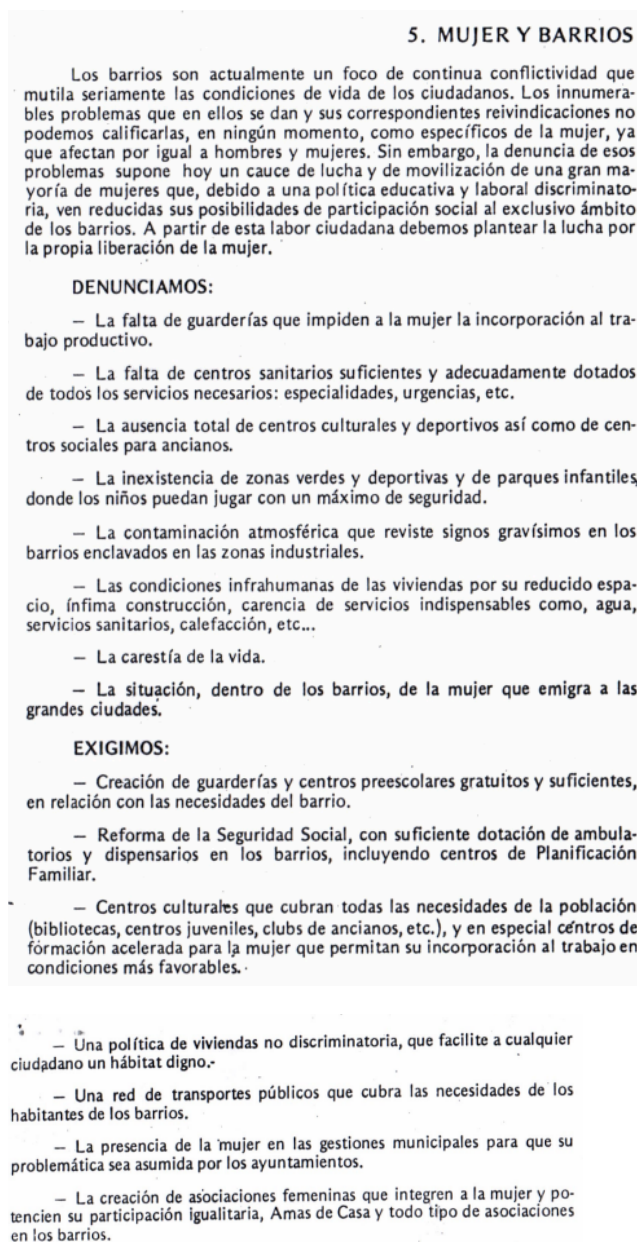 5. MUJER Y BARRIOS
Los barrios son actualmente un foco de continua conflictividad que
mutila seriamente las condiciones de vida de los ciudadanos. Los innumera-
bles problemas que en ellos se dan y sus correspondientes reivindicaciones no
podemos calificarlas, en ningún momento, como específicos de la mujer, ya
que afectan por igual a hombres y mujeres. Sin embargo, la denuncia de esos
problemas supone hoy un cauce de lucha y de movilización de una gran ma-
yoría de mujeres que, debido a una política educativa y laboral discriminato-
ria, ven reducidas sus posibilidades de participación social al exclusivo ámbito
de los barrios. A partir de esta labor ciudadana debemos plantear la lucha por
la propia liberación de la mujer.
DENUNCIAMOS:
— La falta de guarderías que impiden a la mujer la incorporación al tra-
bajo productivo.
— La falta de centros sanitarios suficientes y adecuadamente dotados
de todos los servicios necesarios: especialidades, urgencias, etc.
— La ausencia total de centros culturales y deportivos así como de cen-
tros sociales para ancianos.
— La inexistencia de zonas verdes y deportivas y de parques infantiles,
donde los niños puedan jugar con un máximo de seguridad.
— La contaminación atmosférica que reviste signos gravísimos en los
barrios enclavados en las zonas industriales.
— Las condiciones infrahumanas de las viviendas por su reducido espa-
cio, ínfima construcción, carencia de servicios indispensables como, agua,
servicios sanitarios, calefacción, etc...
— La carestía de la vida.
— La situación, dentro de los barrios, de la mujer que emigra a las
grandes ciudades.
EXIGIMOS:
— Creación de guarderías y centros preescolares gratuitos y suficientes,
en relación con las necesidades del barrio.
— Reforma de la Seguridad Social, con suficiente dotación de ambula-
torios y dispensarios en los barrios, incluyendo centros de Planificación
Familiar.
— Centros culturales que cubran todas las necesidades de la población
(bibliotecas, centros juveniles, clubs de ancianos, etc.), y en especial centros de
formación acelerada para la mujer que permitan su incorporación al trabajo en
condiciones más favorables.
— Una política de viviendas no discriminatoria, que facilite a cualquier
ciudadano un hábitat digno.-
— Una red de transportes públicos que cubra las necesidades de los
habitantes de los barrios.
— La presencia de la mujer en las gestiones municipales para que su
problemática sea asumida por los ayuntamientos.
— La creación de asociaciones femeninas que integren a la mujer y po-
tencien su participación igualitaria, Amas de Casa y todo tipo de asociaciones
en los barrios.